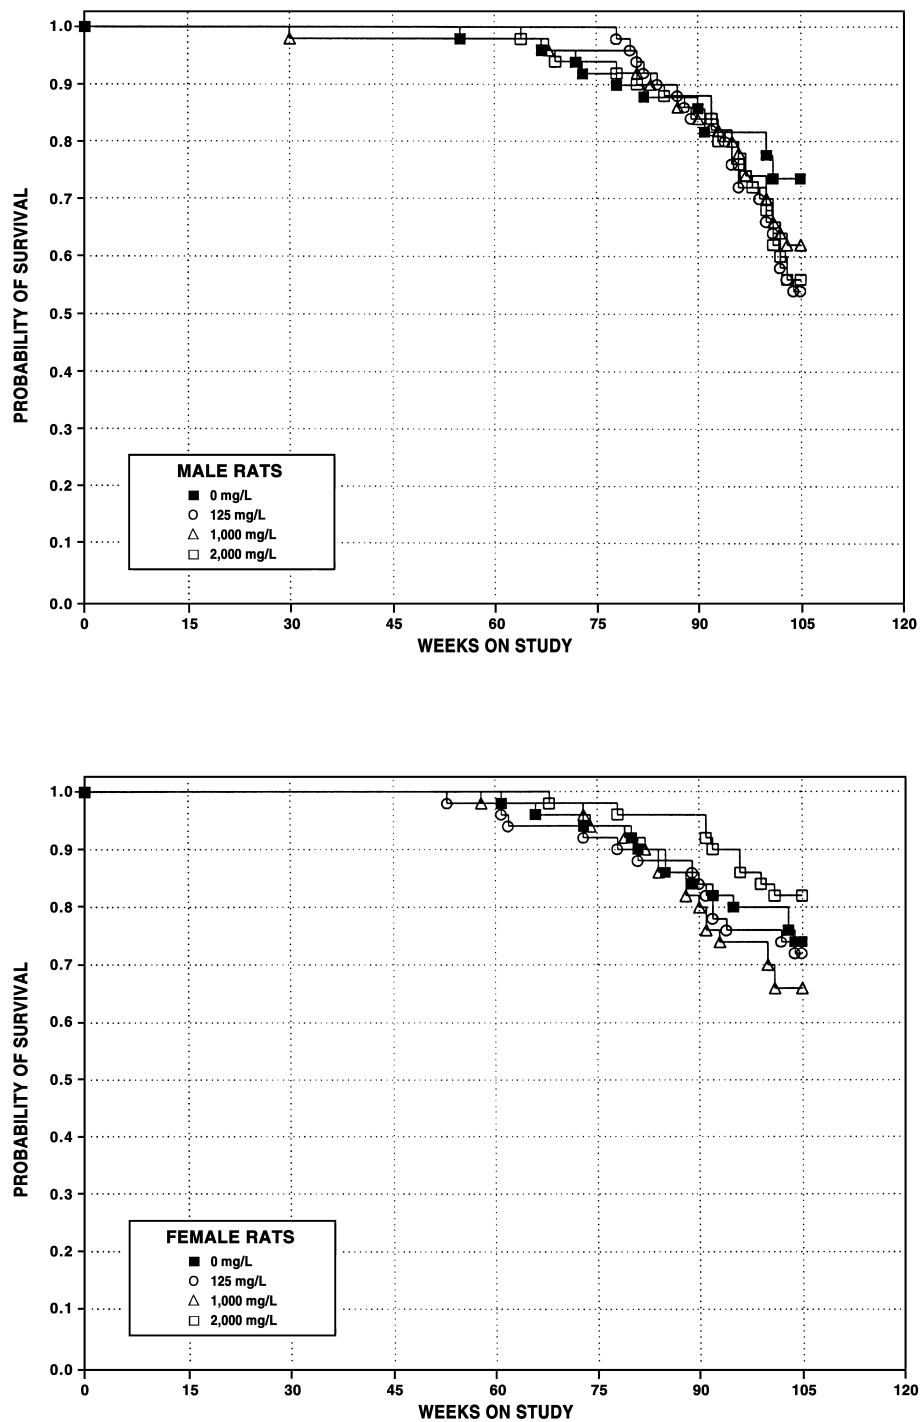 1.0
0.9
0.8
0.7
0.6
0.5
0.4
0.3
0.2
0.1
0.0
PROBABILITY OF SURVIVAL
MALE RATS
0 mg/L
125 mg/L
1,000 mg/L
2,000 mg/L
0 15 30 45 60 75 90 105 120
WEEKS ON STUDY
1.0
0.9
0.8
0.7
0.6
0.5
0.4
0.3
0.2
0.1
0.0
PROBABILITY OF SURVIVAL
FEMALE RATS
0 mg/L
125 mg/L
1,000 mg/L
2,000 mg/L
0 15 30 45 60 75 90 105 120
WEEKS ON STUDY